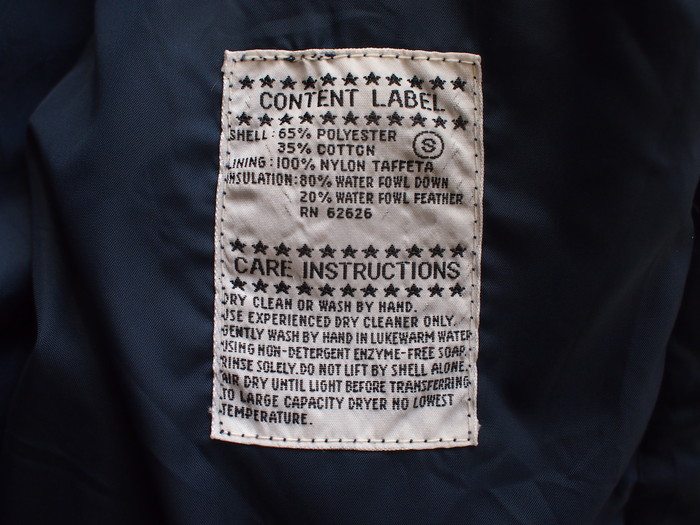 CONTENT LABEL
SHELL: 65% POLYESTER
35% COTTON
S
LINING: 100% NYLON TAFFETA
INSULATION: 80% WATER FOWL DOWN
20% WATER FOWL FEATHER
RN 62626
CARE INSTRUCTIONS
DRY CLEAN OR WASH BY HAND.
USE EXPERIENCED DRY CLEANER ONLY.
GENTLY WASH BY HAND IN LUKEWARM WATER
USING NON-DETERGENT ENZYME-FREE SOAP.
RINSE SOLELY. DO NOT LIFT BY SHELL ALONE.
AIR DRY UNTIL LIGHT BEFORE TRANSFERRING
TO LARGE CAPACITY DRYER NO LOWEST
TEMPERATURE.